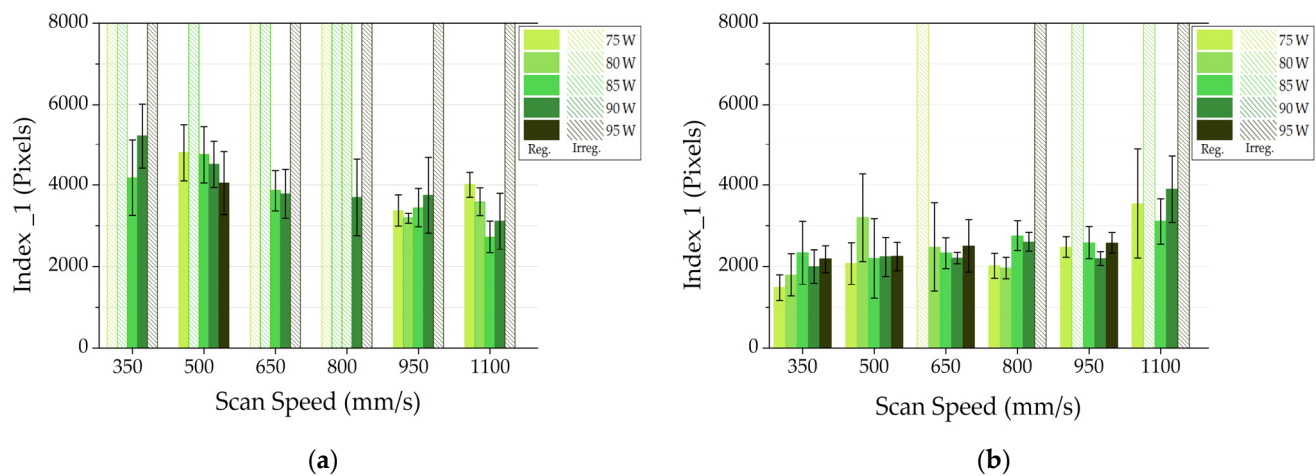 8000
6000
4000
2000
0
Index _1 (Pixels)
350 500 650 800 950 1100
Scan Speed (mm/s)
75 W
80 W
85 W
90 W
95 W
Reg. Irreg.
(a)
8000
6000
4000
2000
0
Index_1 (Pixels)
350 500 650 800 950 1100
Scan Speed (mm/s)
75 W
80 W
85 W
90 W
95 W
Reg. Irreg.
(b)